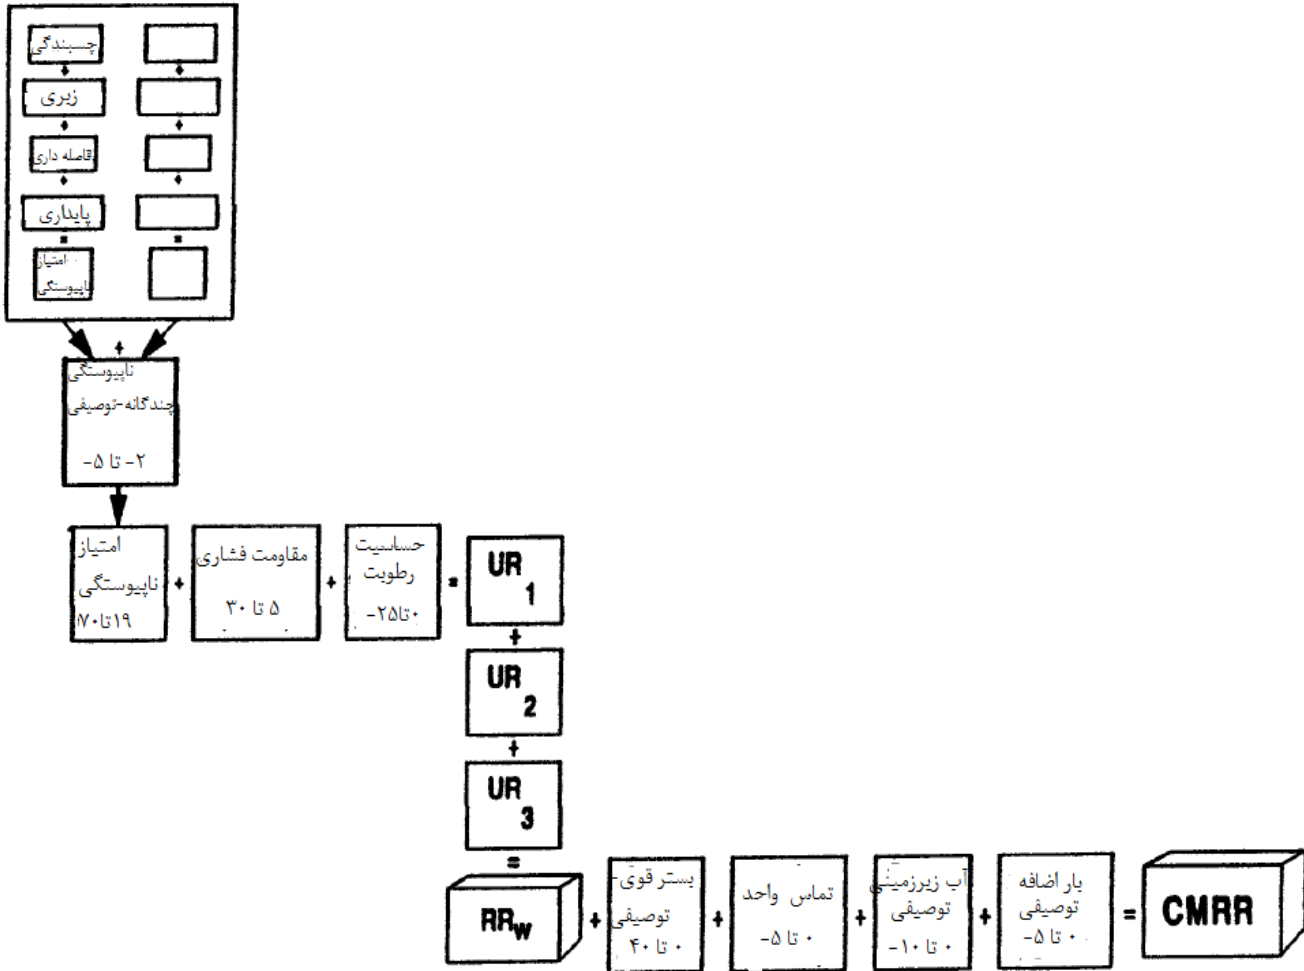 چسبندگی
+
زبری
+
فاصله داری
+
پایداری
=
امتیاز
ناپیوستگی
+
+
+
=
+
ناپیوستگی
چندگانه-توصیفی
-۲ تا ۵-
امتیاز
ناپیوستگی
۱۹تا۷۰
+
مقاومت فشاری
۵ تا ۳۰
+
حساسیت
رطوبت
۰تا۲۵-
=
UR 1
+
UR 2
+
UR 3
=
RRw
+
بستر قوی-
توصیفی
۰ تا ۴۰
+
تماس واحد
۰ تا ۵-
+
آب زیرزمینی
توصیفی
۰ تا ۱۰-
+
بار اضافه
توصیفی
۰ تا ۵-
=
CMRR